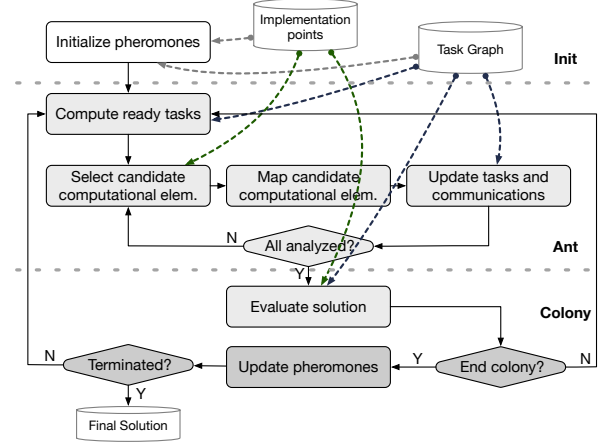 Implementation
points
Initialize pheromones
Task Graph
Init
Compute ready tasks
Select candidate
computational elem.
Map candidate
computational elem.
Update tasks and
communications
N
All analyzed?
Ant
Y
Evaluate solution
Colony
N
Terminated?
Update pheromones
Y
End colony?
N
Y
Final Solution